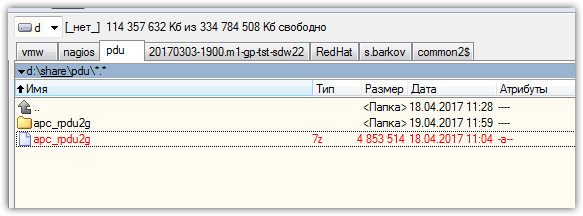 d [_нет_] 114 357 632 Кб из 334 784 508 Кб свободно
vmw nagios pdu 20170303-1900.m1-gp-tst-sdw22 RedHat s.barkov common2$
d:\share\pdu\*.*
Имя Тип Размер Дата Атрибуты
.. <Папка> 18.04.2017 11:28 ----
apc_rpdu2g <Папка> 19.04.2017 11:59 ----
apc_rpdu2g 7z 4 853 514 18.04.2017 11:04 -a--